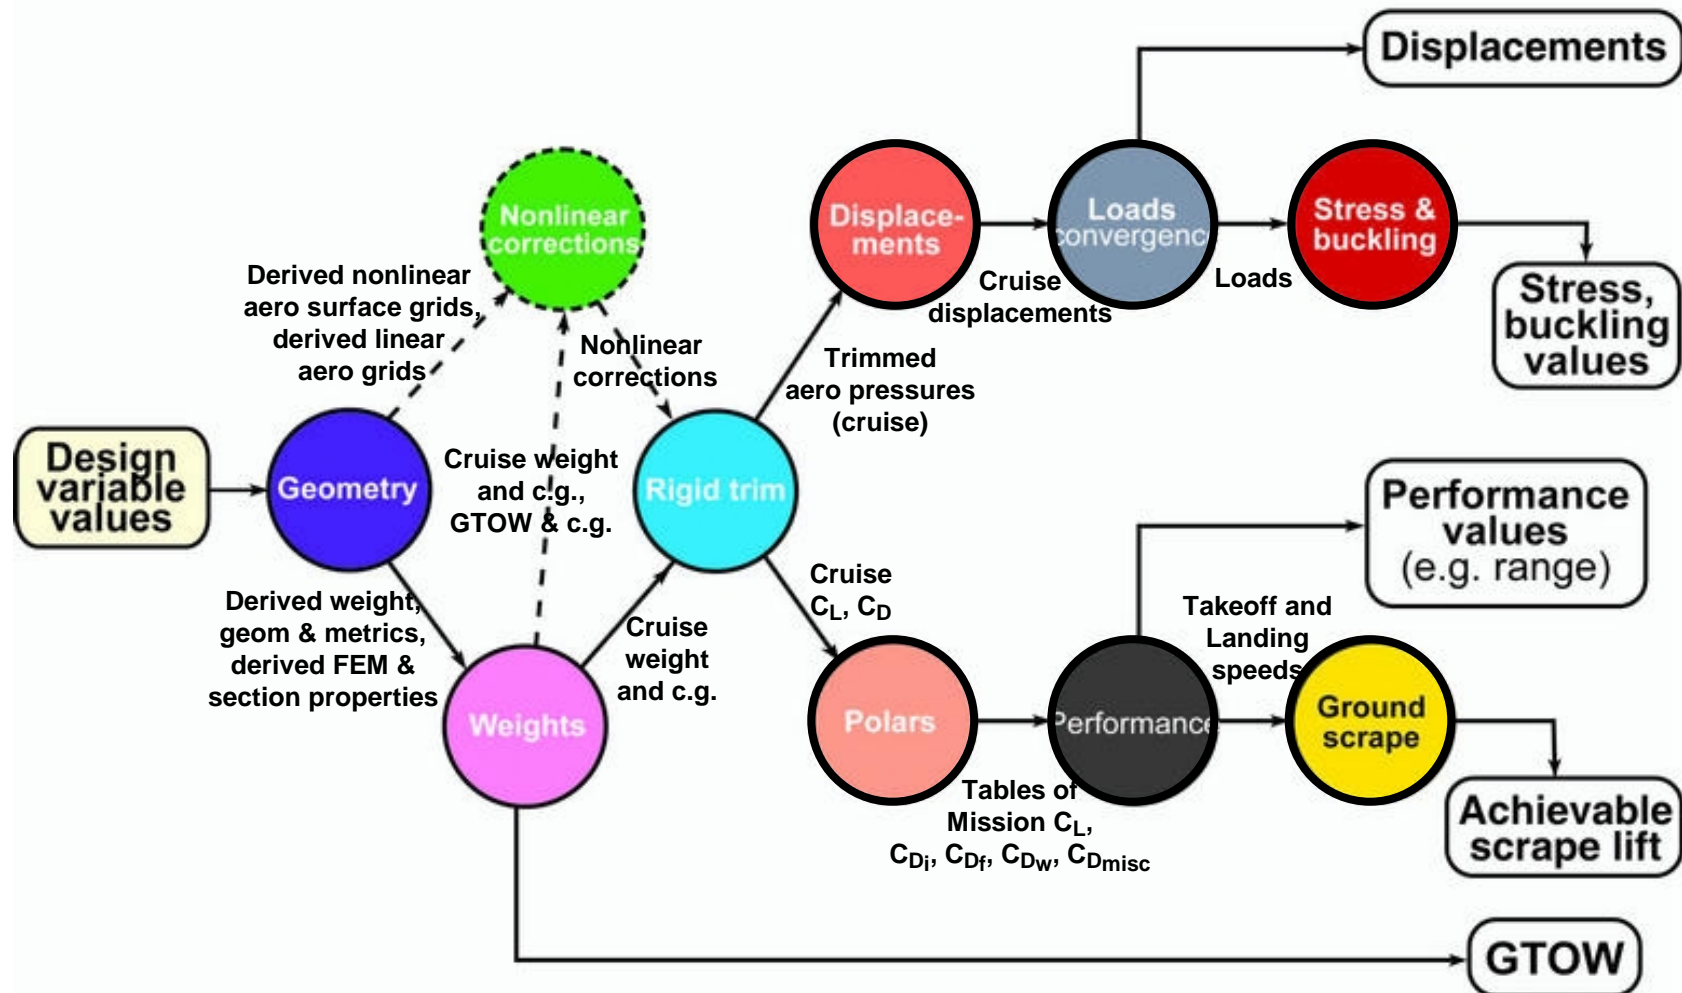 Displacements
Nonlinear
corrections
Displace-
ments
Loads
convergenc
Stress &
buckling
Derived nonlinear
aero surface grids,
derived linear
aero grids
Cruise
displacements
Loads
Stress,
buckling
values
Nonlinear
corrections
Trimmed
aero pressures
(cruise)
Design
variable
values
Geometry
Cruise weight
and c.g.,
GTOW & c.g.
Rigid trim
Performance
values
(e.g. range)
Derived weight,
geom & metrics,
derived FEM &
section properties
Cruise
weight
and c.g.
Cruise
CL, CD
Takeoff and
Landing
speeds
Weights
Polars
Performance
Ground
scrape
Tables of
Mission CL,
CDi, CDf, CDw, CDmisc
Achievable
scrape lift
GTOW